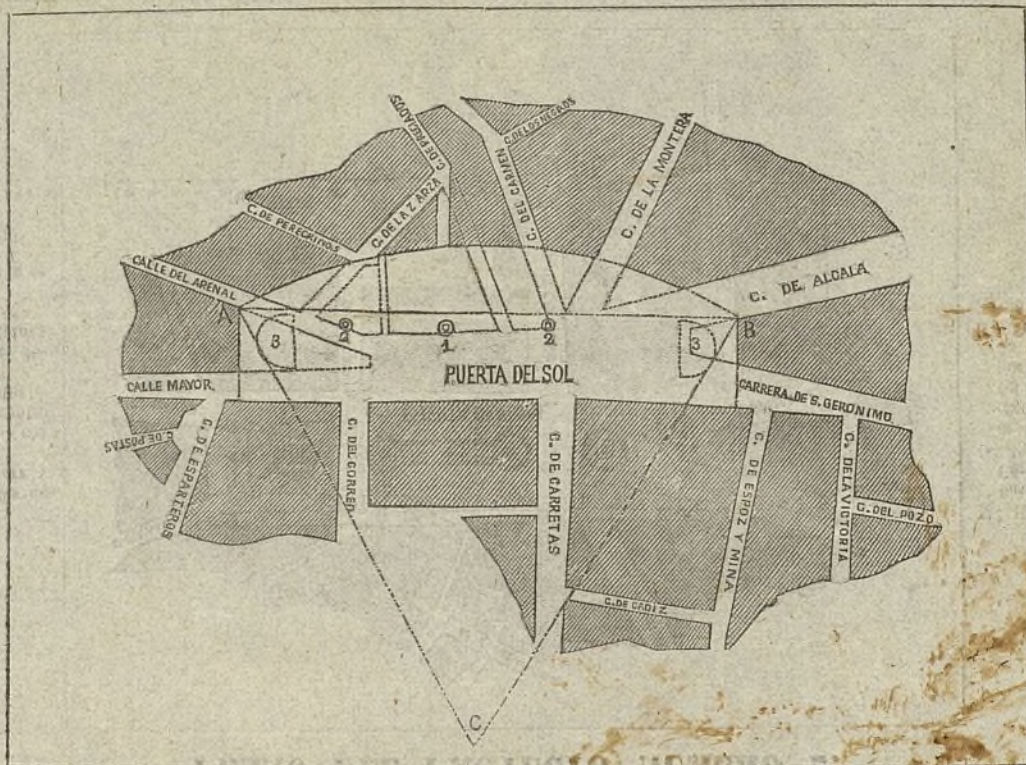 C. DE PRECIADOS
C. DE LOS NEGROS
C. DEL CARMEN
C. DE LA MONTERA
C. DE LA ZARZA
C. DE PEREGRINOS
CALLE DEL ARENAL
C. DE ALCALA
A
B
3
2
1
2
3
PUERTA DEL SOL
CALLE MAYOR.
CARRERA DE S. GERONIMO
C. DE POSTAS
C. DE ESPARTEROS
C. DEL CORREO.
C. DE CARRETAS
C. DE ESPOZ Y MINA
C. DE LA VICTORIA
C. DEL POZO
C. DE CADIZ
C